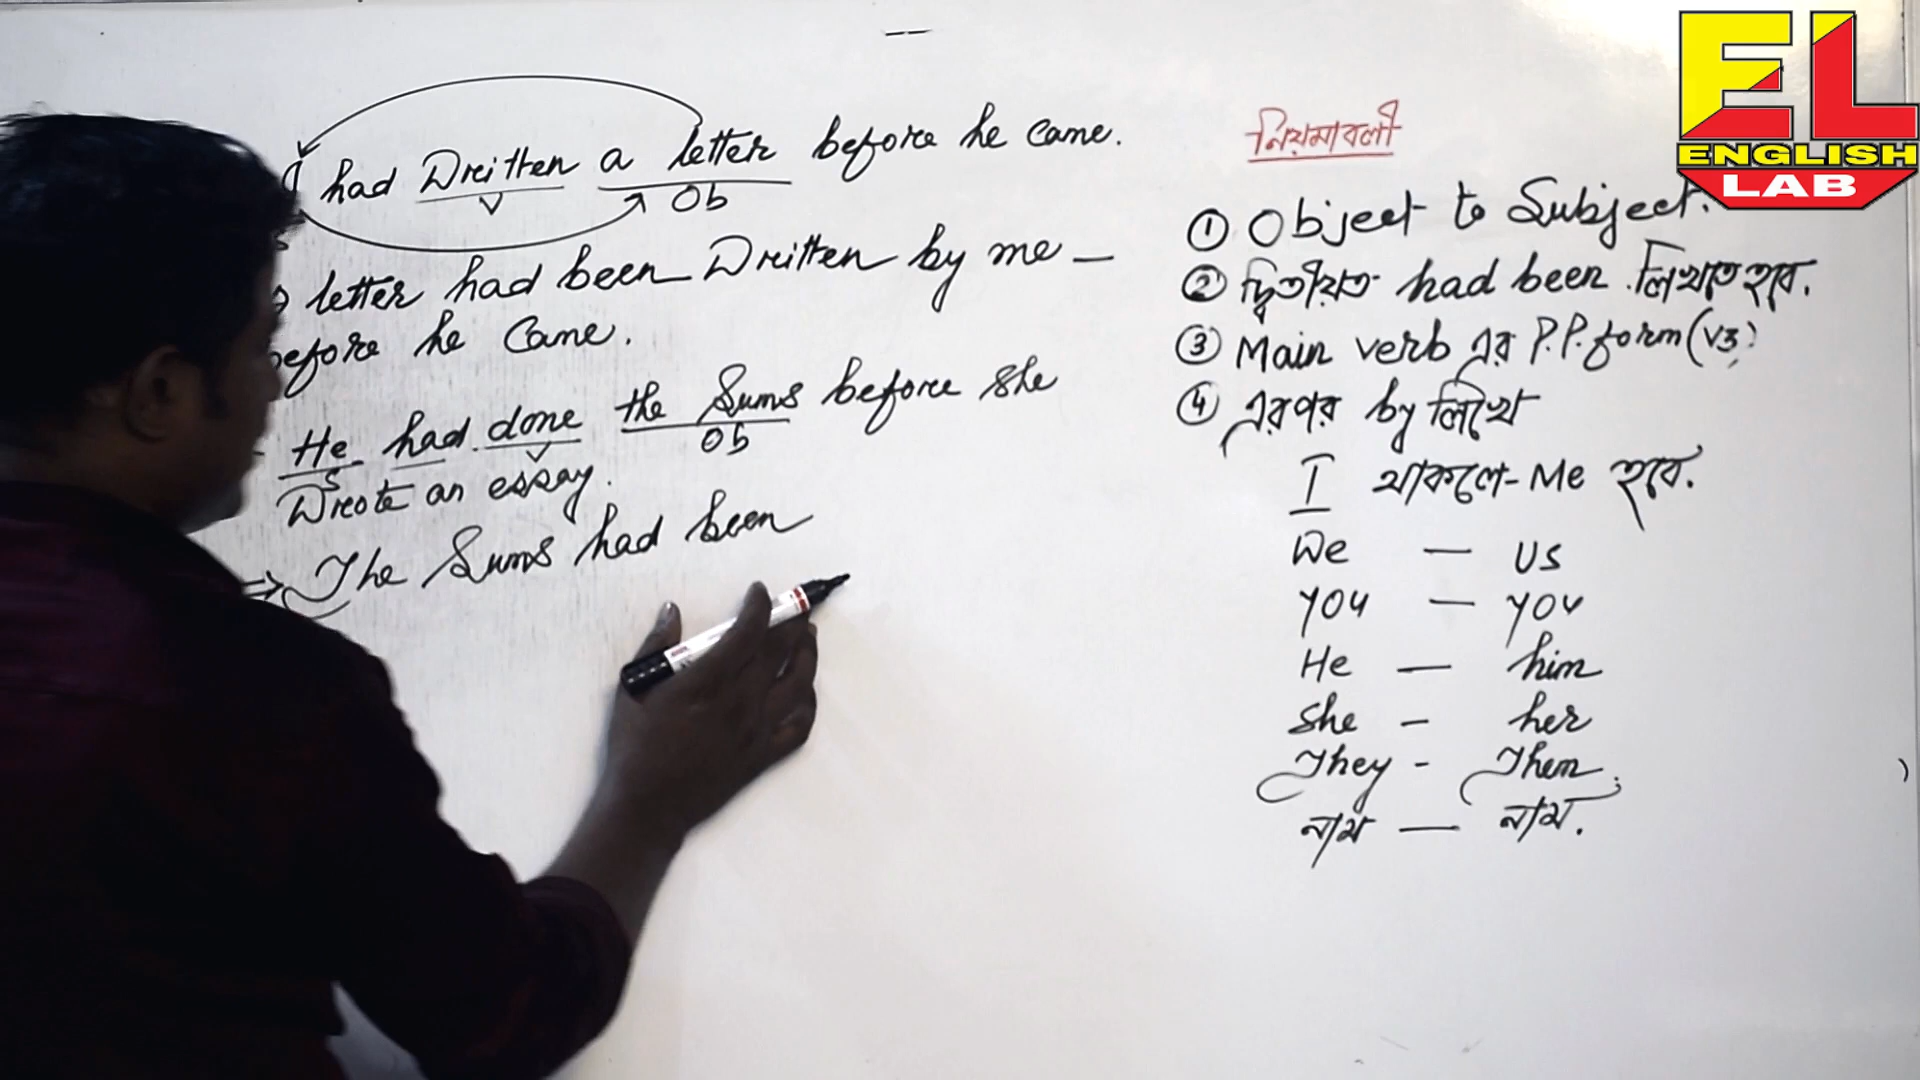 I had Written a letter before he came.
V
Ob
letter had been Written by me —
before he came.
He had done the Sums before she
S
V
Ob
Wrote an essay.
⇒ The Sums had been
নিয়মাবলী
① Object to Subject.
② দ্বিতীয়ত had been লিখতে হবে.
③ Main verb এর P.P. form (V3)
④ এরপর by লিখে
I থাকলে - Me হবে.
We — us
you — you
He — him
she — her
They - Them.
নাম — নাম.
EL
ENGLISH
LAB